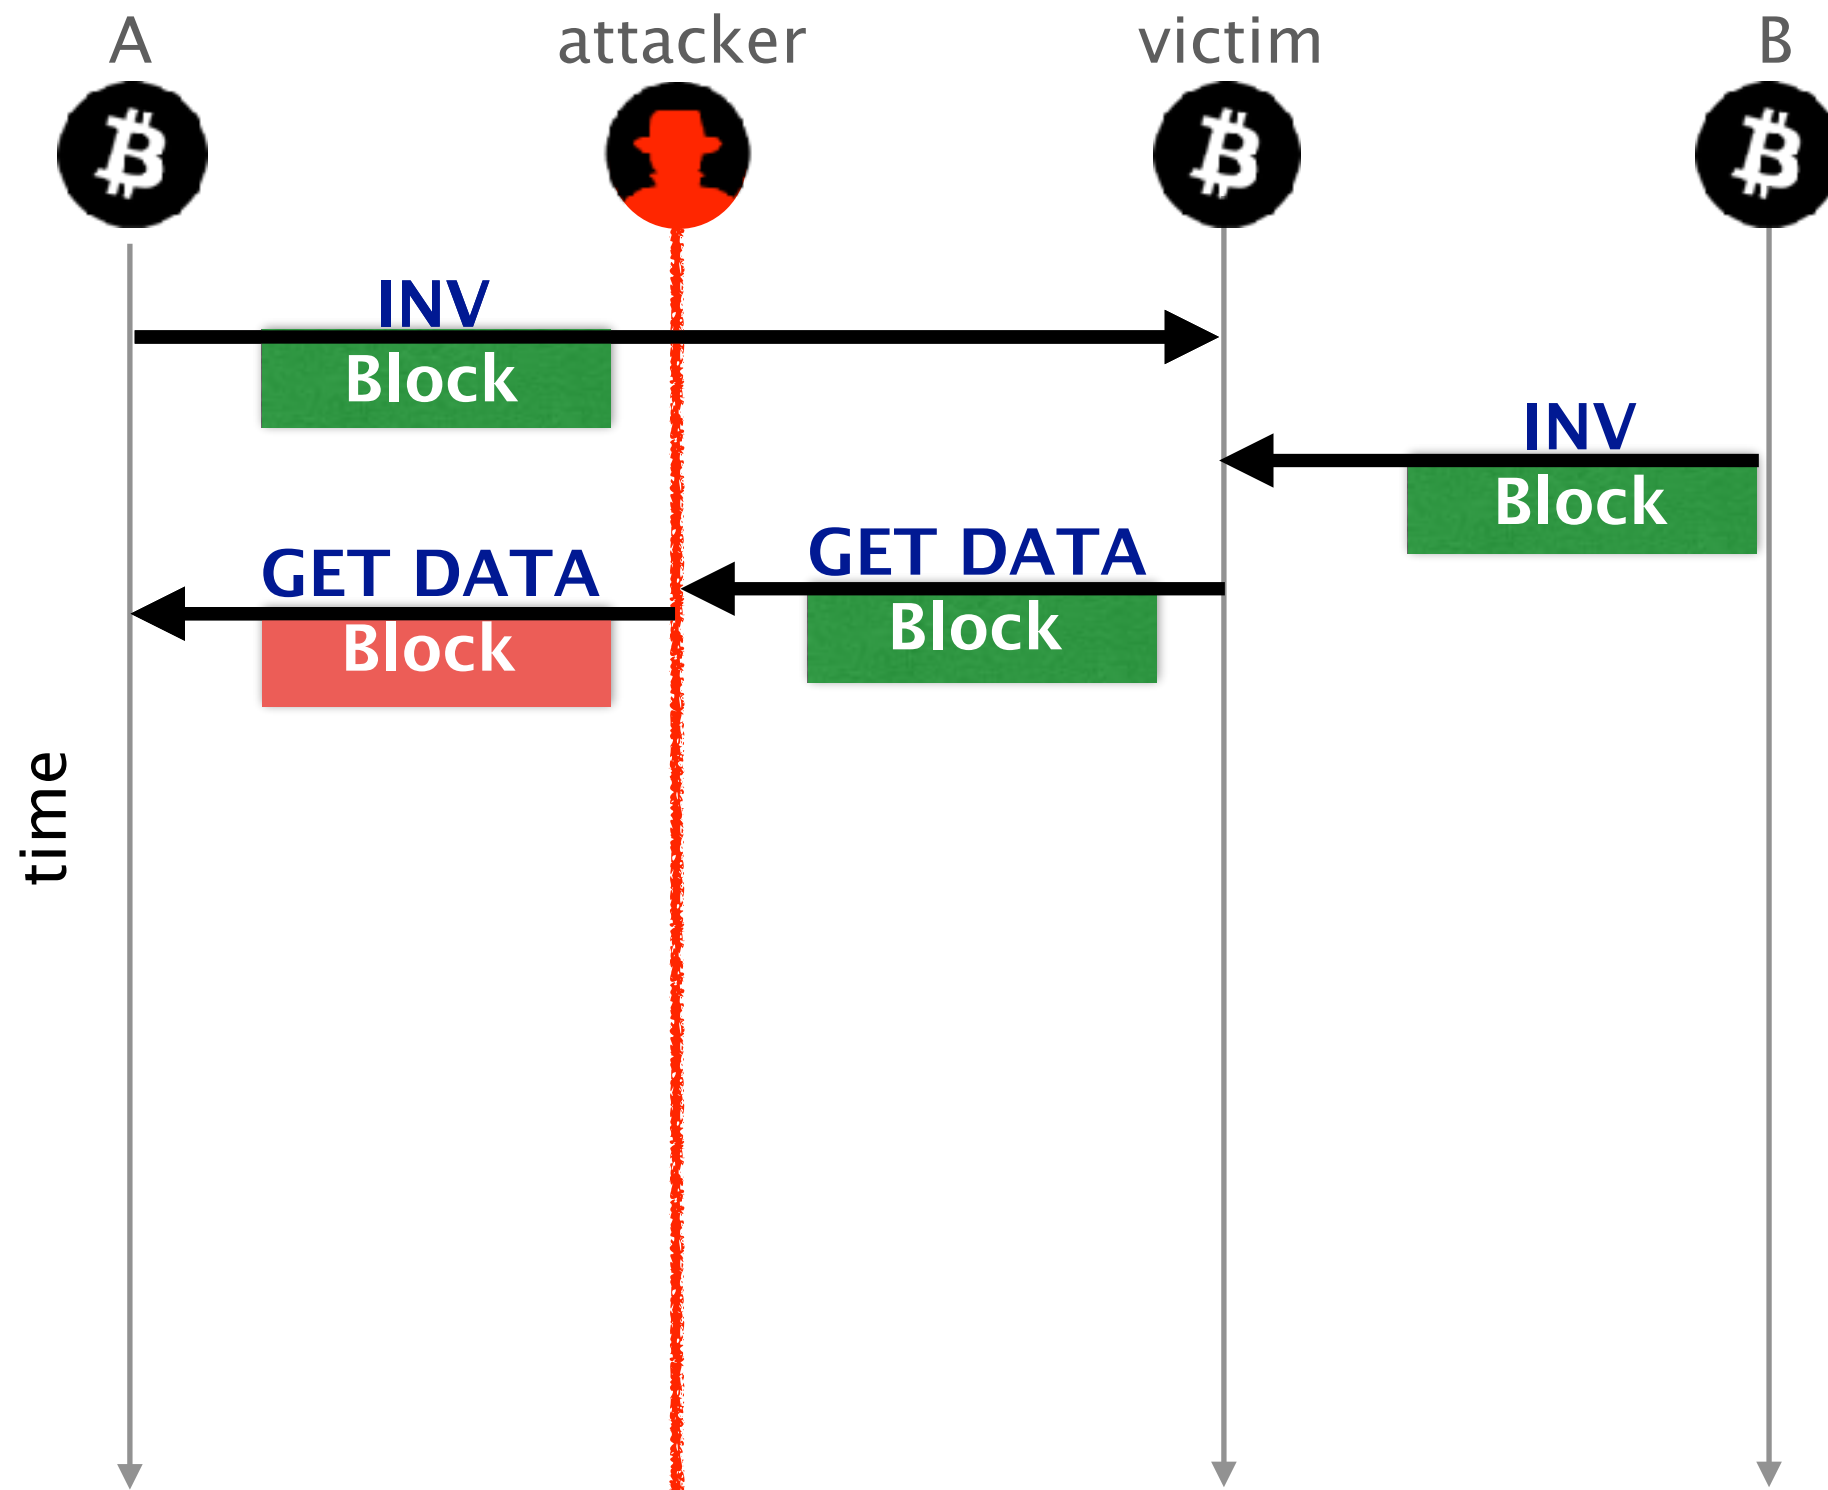 A
attacker
victim
B
INV
Block
INV
Block
GET DATA
Block
GET DATA
Block
time